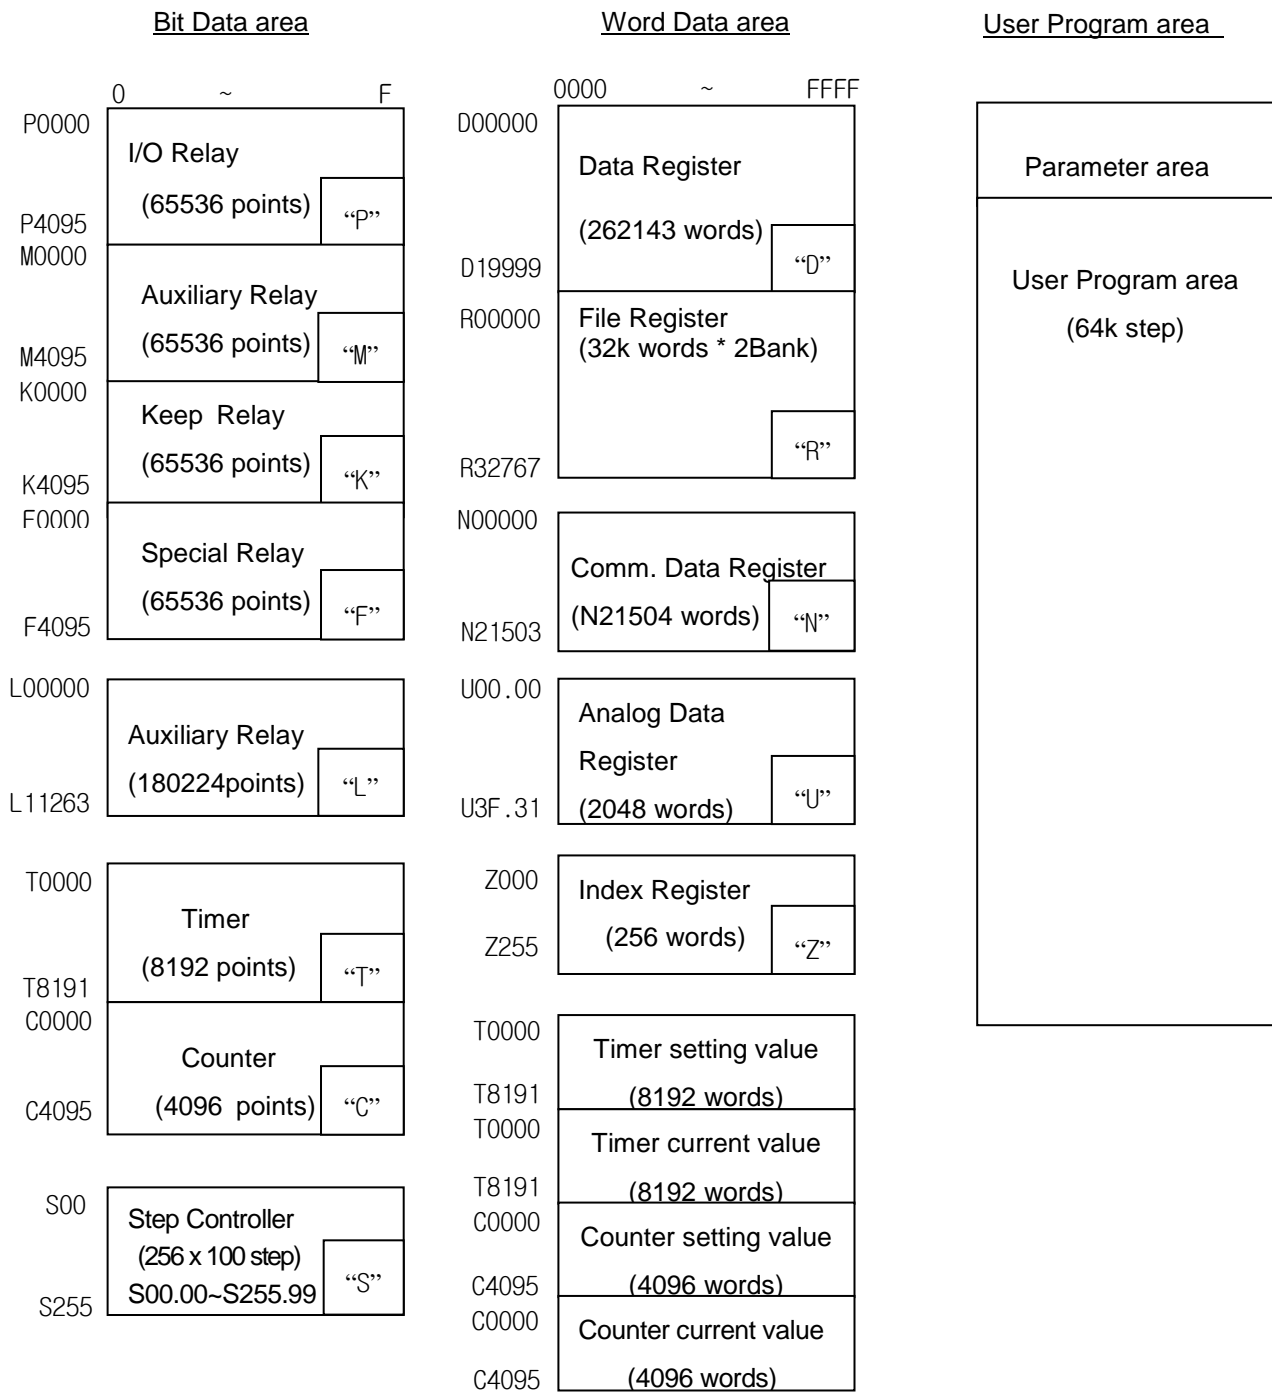 Bit Data area
0 ~ F
P0000
I/O Relay
(65536 points)
“P”
P4095
M0000
Auxiliary Relay
(65536 points)
“M”
M4095
K0000
Keep Relay
(65536 points)
“K”
K4095
F0000
Special Relay
(65536 points)
“F”
F4095
L00000
Auxiliary Relay
(180224points)
“L”
L11263
T0000
Timer
(8192 points)
“T”
T8191
C0000
Counter
(4096 points)
“C”
C4095
S00
Step Controller
(256 x 100 step)
S00.00~S255.99
“S”
S255
Word Data area
0000 ~ FFFF
D00000
Data Register
(262143 words)
“D”
D19999
R00000
File Register
(32k words * 2Bank)
“R”
R32767
N00000
Comm. Data Register
(N21504 words)
“N”
N21503
U00.00
Analog Data
Register
(2048 words)
“U”
U3F.31
Z000
Index Register
(256 words)
“Z”
Z255
T0000
Timer setting value
(8192 words)
T8191
T0000
Timer current value
(8192 words)
T8191
C0000
Counter setting value
(4096 words)
C4095
C0000
Counter current value
(4096 words)
C4095
User Program area
Parameter area
User Program area
(64k step)